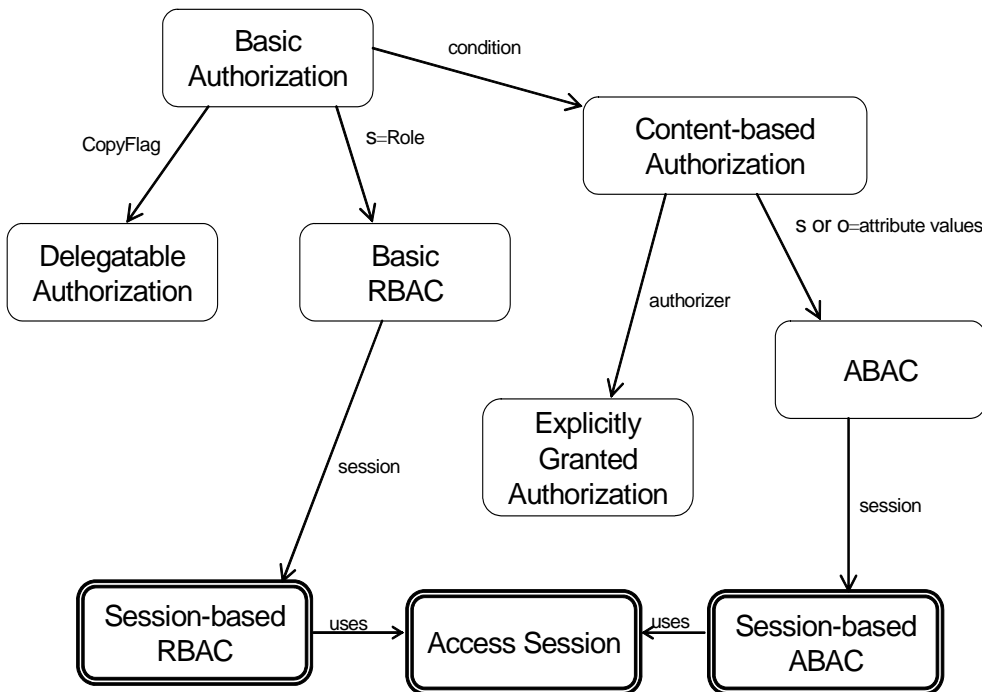 Basic
Authorization
condition
Content-based
Authorization
CopyFlag
s=Role
s or o=attribute values
Delegatable
Authorization
Basic
RBAC
authorizer
ABAC
Explicitly
Granted
Authorization
session
session
Session-based
RBAC
uses
Access Session
uses
Session-based
ABAC